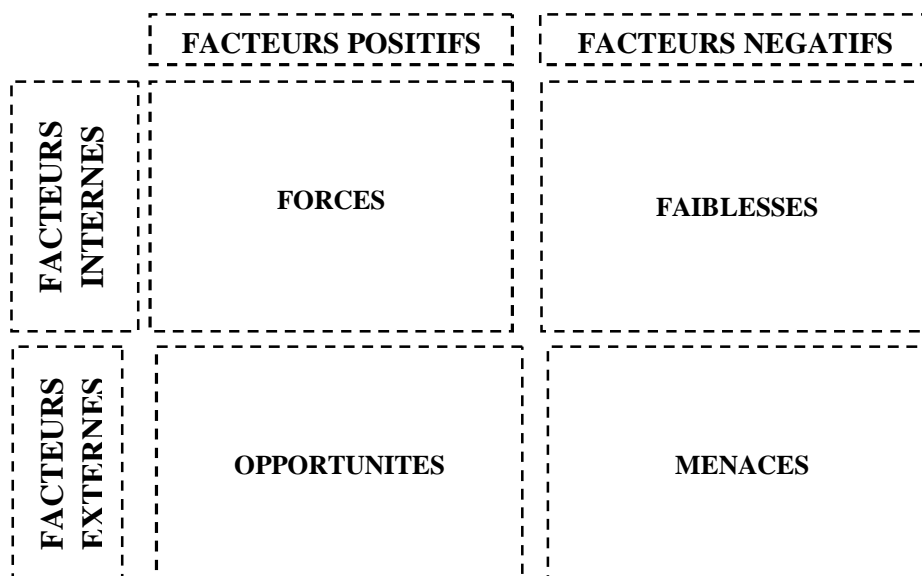 FACTEURS POSITIFS
FACTEURS NEGATIFS
FACTEURS
INTERNES
FORCES
FAIBLESSES
FACTEURS
EXTERNES
OPPORTUNITES
MENACES